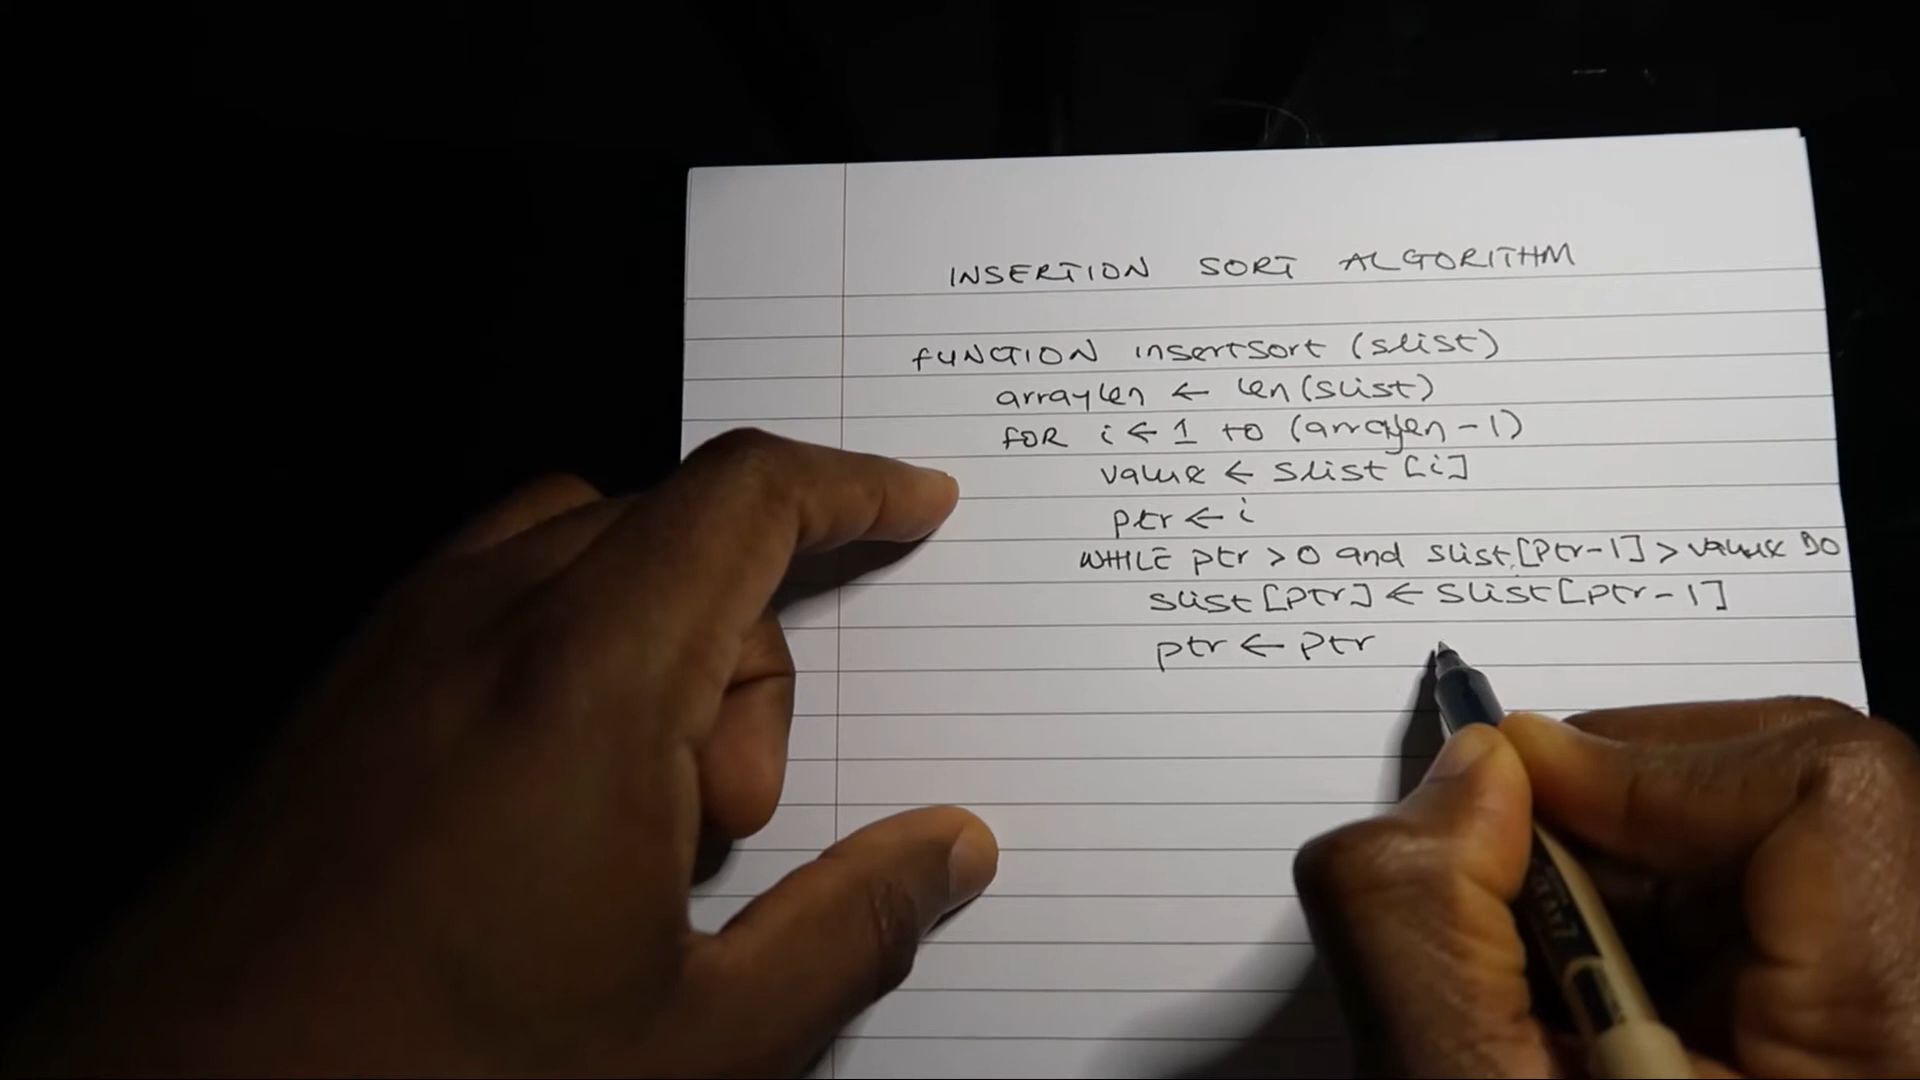 INSERTION SORT ALGORITHM
FUNCTION insertsort (slist)
arraylen ← len(slist)
FOR i ← 1 to (arraylen - 1)
value ← slist [i]
ptr ← i
WHILE ptr > 0 and slist [ptr-1] > value DO
slist [ptr] ← slist [ptr - 1]
ptr ← ptr